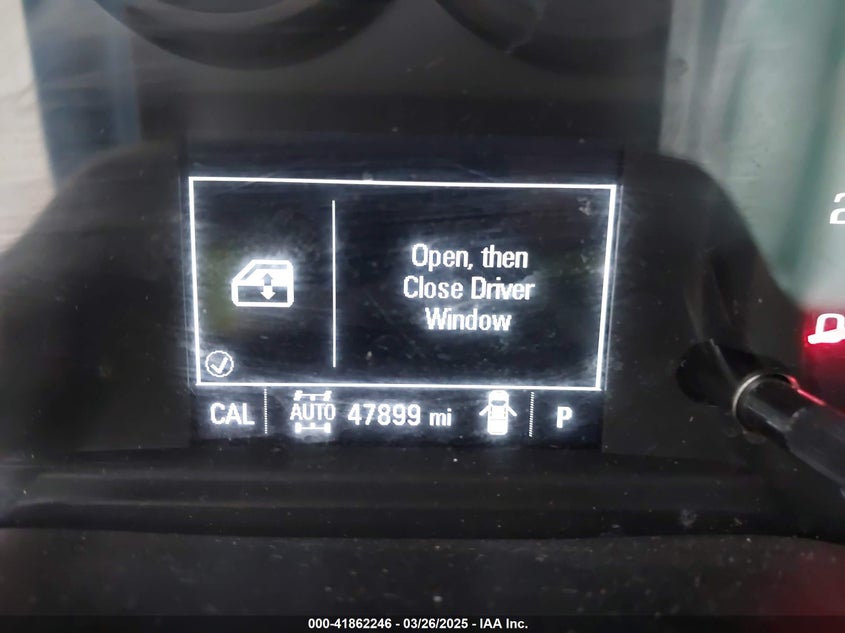 Open, then
Close Driver
Window
CAL AUTO 47899 mi P
000-41862246 - 03/26/2025 - IAA Inc.